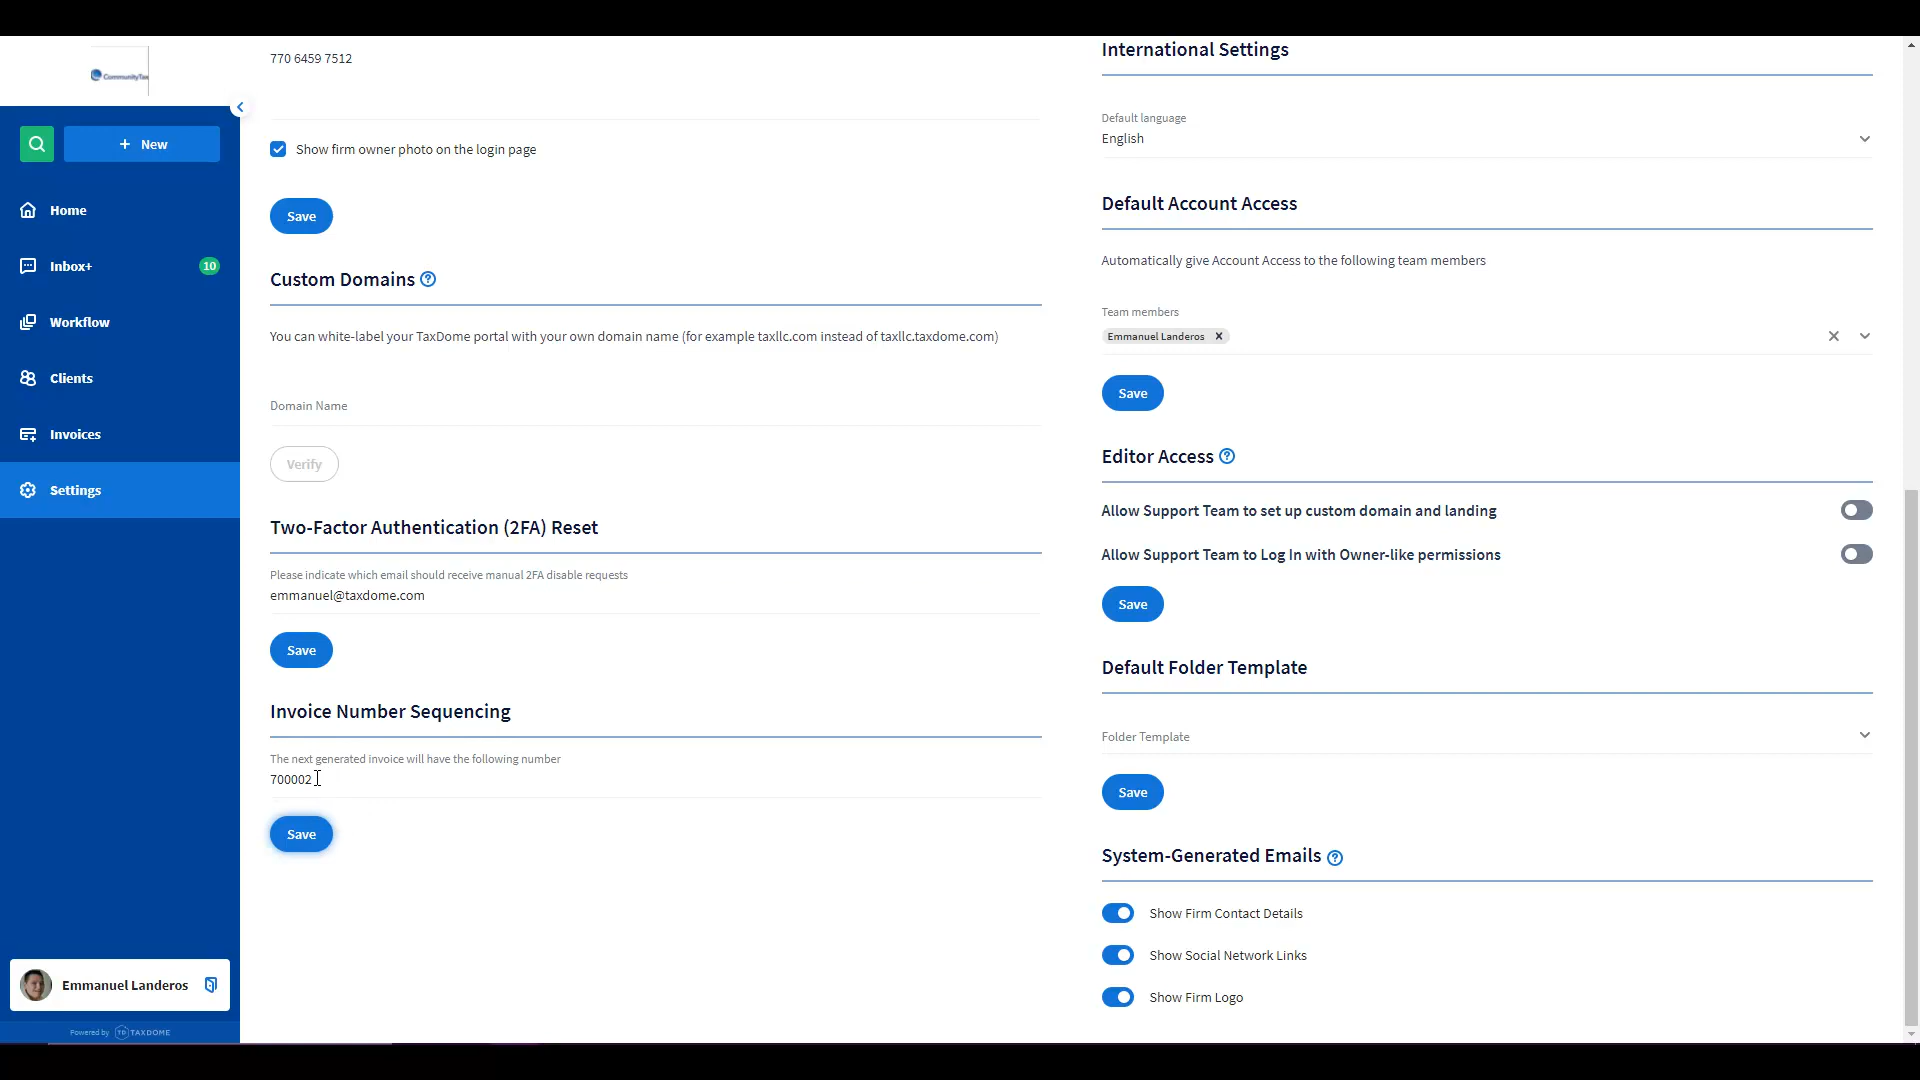 CommunityTax
New
Home
Inbox+
10
Workflow
Clients
Invoices
Settings
Emmanuel Landeros
Powered by TD TAXDOME
770 6459 7512
Show firm owner photo on the login page
Save
Custom Domains
You can white-label your TaxDome portal with your own domain name (for example taxllc.com instead of taxllc.taxdome.com)
Domain Name
Verify
Two-Factor Authentication (2FA) Reset
Please indicate which email should receive manual 2FA disable requests
emmanuel@taxdome.com
Save
Invoice Number Sequencing
The next generated invoice will have the following number
700002
Save
International Settings
Default language
English
Default Account Access
Automatically give Account Access to the following team members
Team members
Emmanuel Landeros
Save
Editor Access
Allow Support Team to set up custom domain and landing
Allow Support Team to Log In with Owner-like permissions
Save
Default Folder Template
Folder Template
Save
System-Generated Emails
Show Firm Contact Details
Show Social Network Links
Show Firm Logo